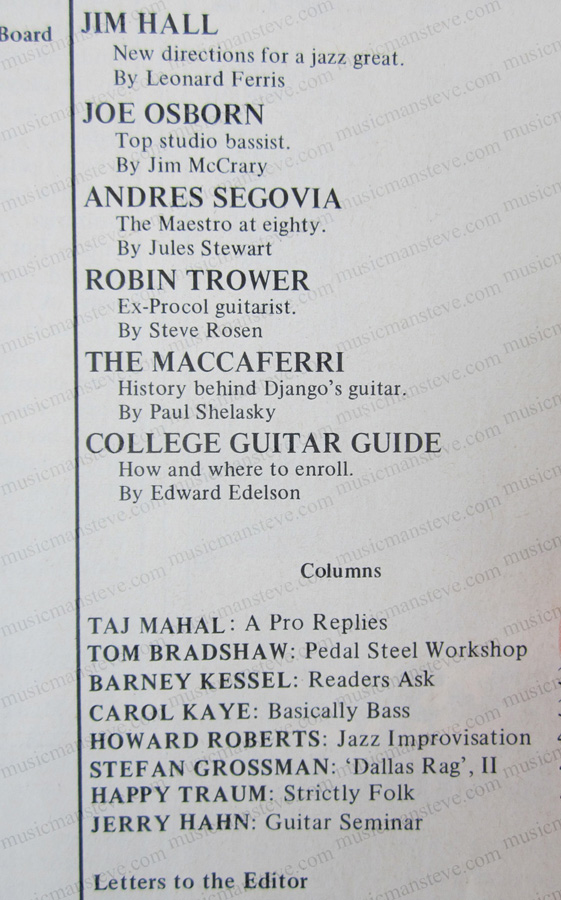 Board
JIM HALL
New directions for a jazz great.
By Leonard Ferris
JOE OSBORN
Top studio bassist.
By Jim McCrary
ANDRES SEGOVIA
The Maestro at eighty.
By Jules Stewart
ROBIN TROWER
Ex-Procol guitarist.
By Steve Rosen
THE MACCAFERRI
History behind Django's guitar.
By Paul Shelasky
COLLEGE GUITAR GUIDE
How and where to enroll.
By Edward Edelson
Columns
TAJ MAHAL: A Pro Replies
TOM BRADSHAW: Pedal Steel Workshop
BARNEY KESSEL: Readers Ask
CAROL KAYE: Basically Bass
HOWARD ROBERTS: Jazz Improvisation
STEFAN GROSSMAN: 'Dallas Rag', II
HAPPY TRAUM: Strictly Folk
JERRY HAHN: Guitar Seminar
Letters to the Editor
musicmansteve.com